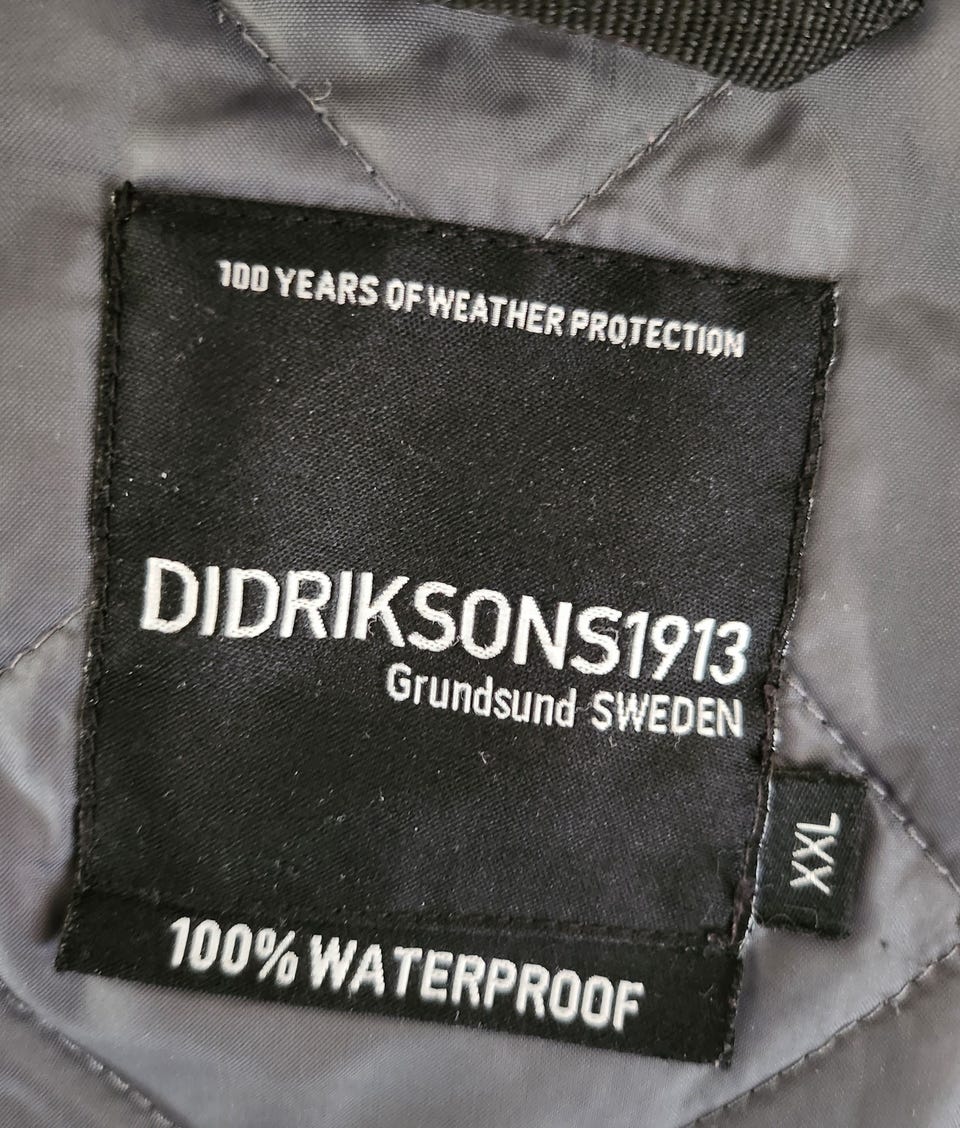 100 YEARS OF WEATHER PROTECTION
DIDRIKSONS1913
Grundsund SWEDEN
XXL
100% WATERPROOF